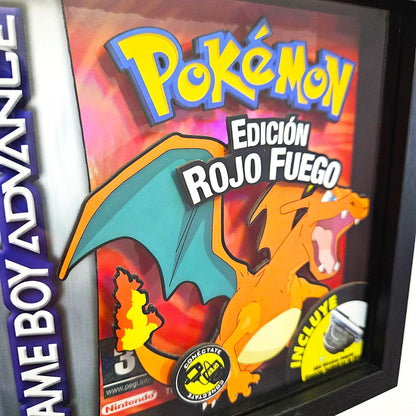 GAME BOY ADVANCE
POKéMON
EDICIÓN
ROJO FUEGO
INCLUYE
3
www.pegi.info
Nintendo
CONÉCTATE
CONÉCTATE